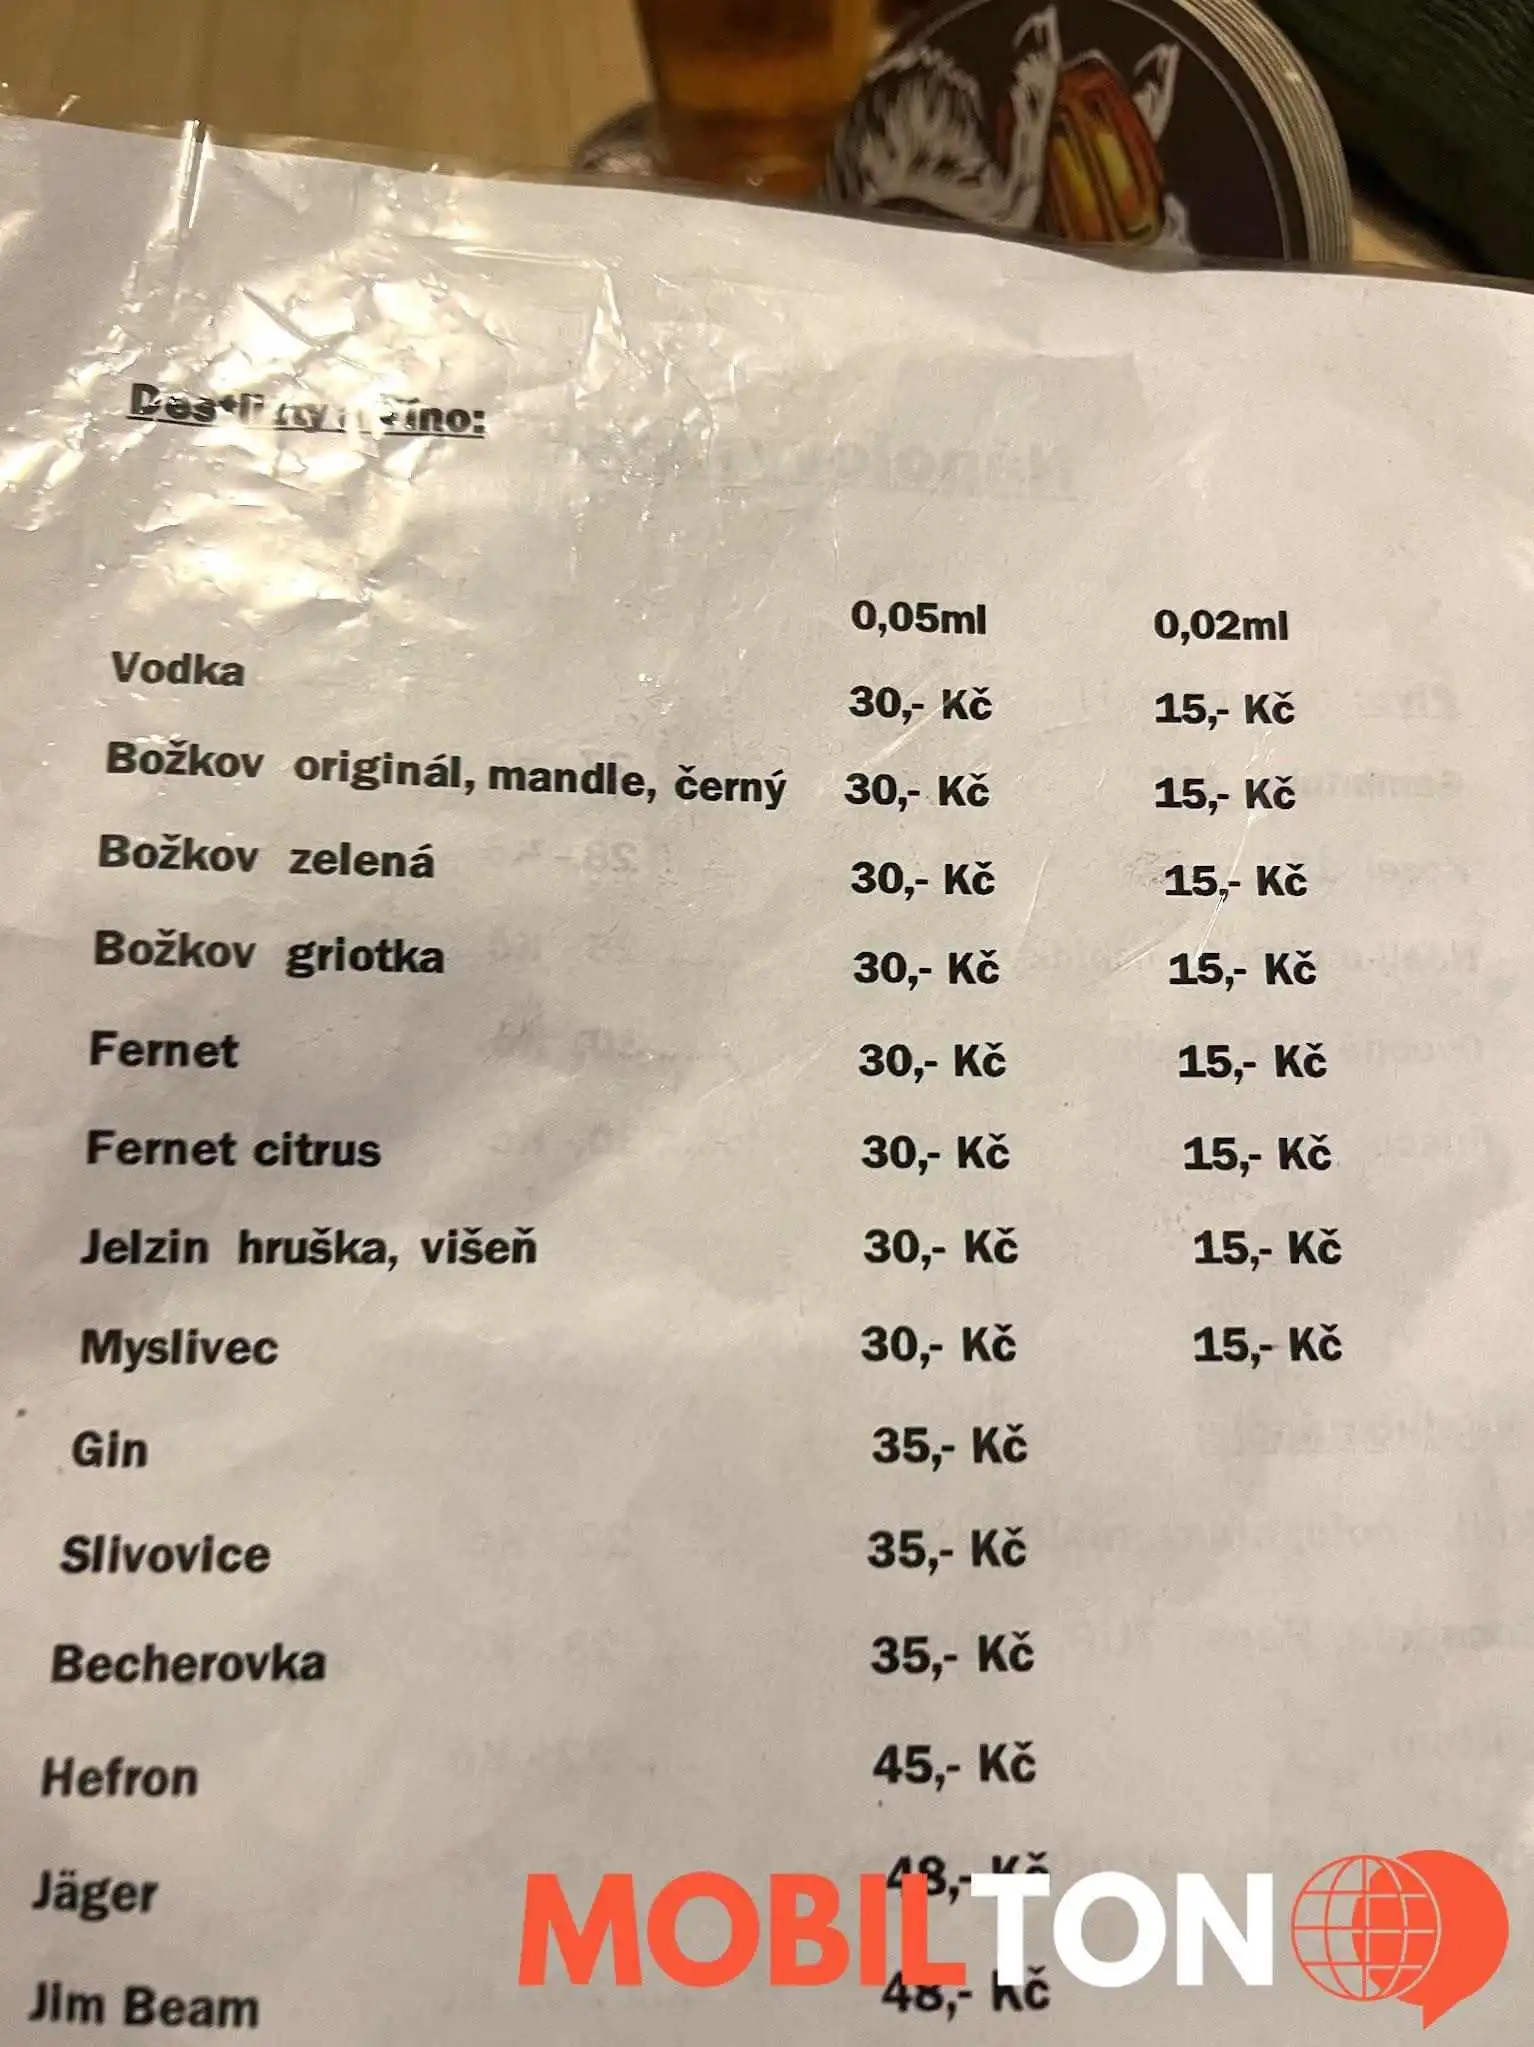 0,05ml 0,02ml
Vodka 30,- Kč 15,- Kč
Božkov originál, mandle, černý 30,- Kč 15,- Kč
Božkov zelená 30,- Kč 15,- Kč
Božkov griotka 30,- Kč 15,- Kč
Fernet 30,- Kč 15,- Kč
Fernet citrus 30,- Kč 15,- Kč
Jelzin hruška, višeň 30,- Kč 15,- Kč
Myslivec 30,- Kč 15,- Kč
Gin 35,- Kč
Slivovice 35,- Kč
Becherovka 35,- Kč
Hefron 45,- Kč
Jäger 48,- Kč
MOBILTON
Jim Beam 48,- Kč